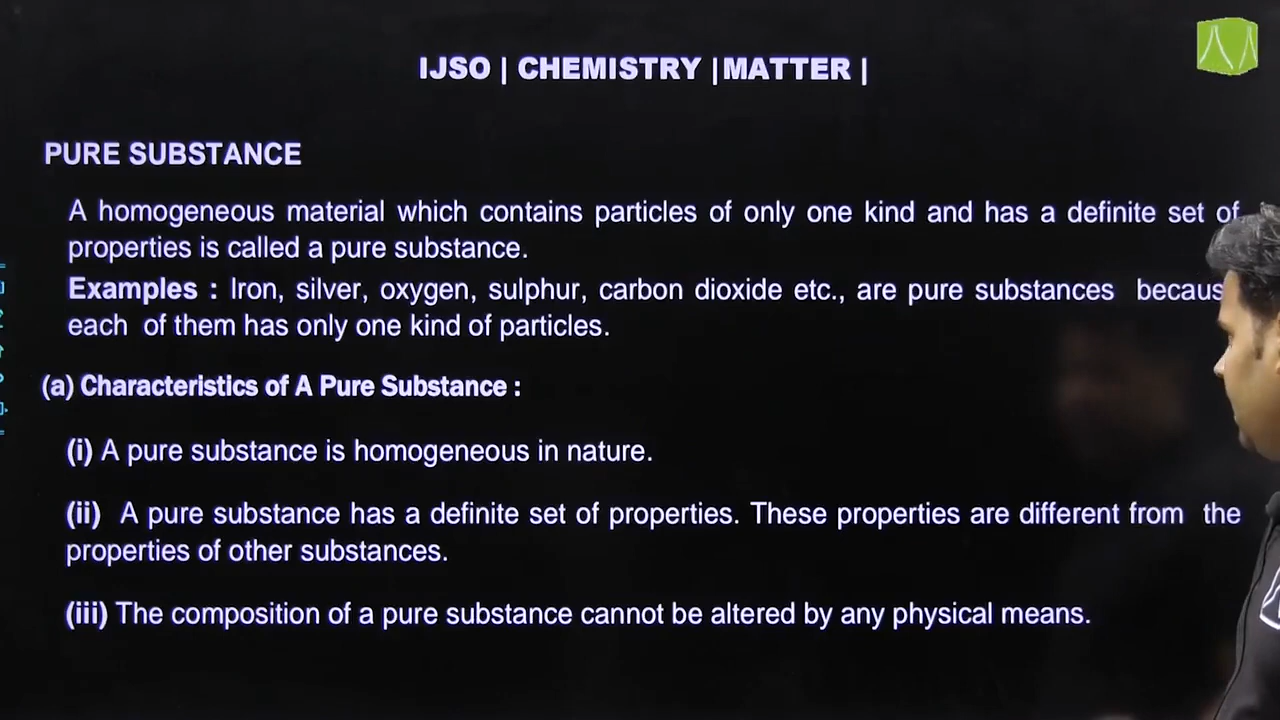 IJSO | CHEMISTRY |MATTER |
PURE SUBSTANCE
A homogeneous material which contains particles of only one kind and has a definite set of
properties is called a pure substance.
Examples : Iron, silver, oxygen, sulphur, carbon dioxide etc., are pure substances becaus
each of them has only one kind of particles.
(a) Characteristics of A Pure Substance :
(i) A pure substance is homogeneous in nature.
(ii) A pure substance has a definite set of properties. These properties are different from the
properties of other substances.
(iii) The composition of a pure substance cannot be altered by any physical means.